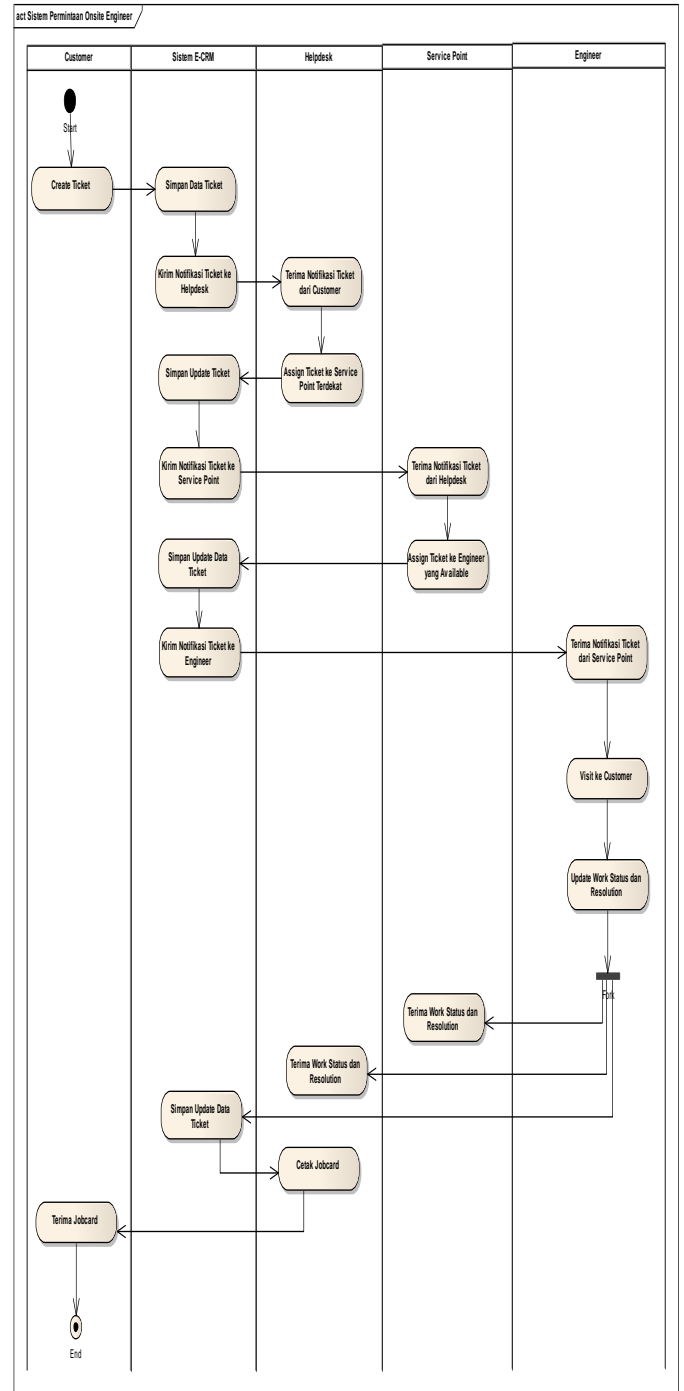 act Sistem Permintaan Onsite Engineer
Customer
Sistem E-CRM
Helpdesk
Service Point
Engineer
Start
Create Ticket
Simpan Data Ticket
Kirim Notifikasi Ticket ke
Helpdesk
Terima Notifikasi Ticket
dari Customer
Simpan Update Ticket
Assign Ticket ke Service
Point Terdekat
Kirim Notifikasi Ticket ke
Service Point
Terima Notifikasi Ticket
dari Helpdesk
Simpan Update Data
Ticket
Assign Ticket ke Engineer
yang Available
Kirim Notifikasi Ticket ke
Engineer
Terima Notifikasi Ticket
dari Service Point
Visit ke Customer
Update Work Status dan
Resolution
Fork
Terima Work Status dan
Resolution
Terima Work Status dan
Resolution
Simpan Update Data
Ticket
Cetak Jobcard
Terima Jobcard
End